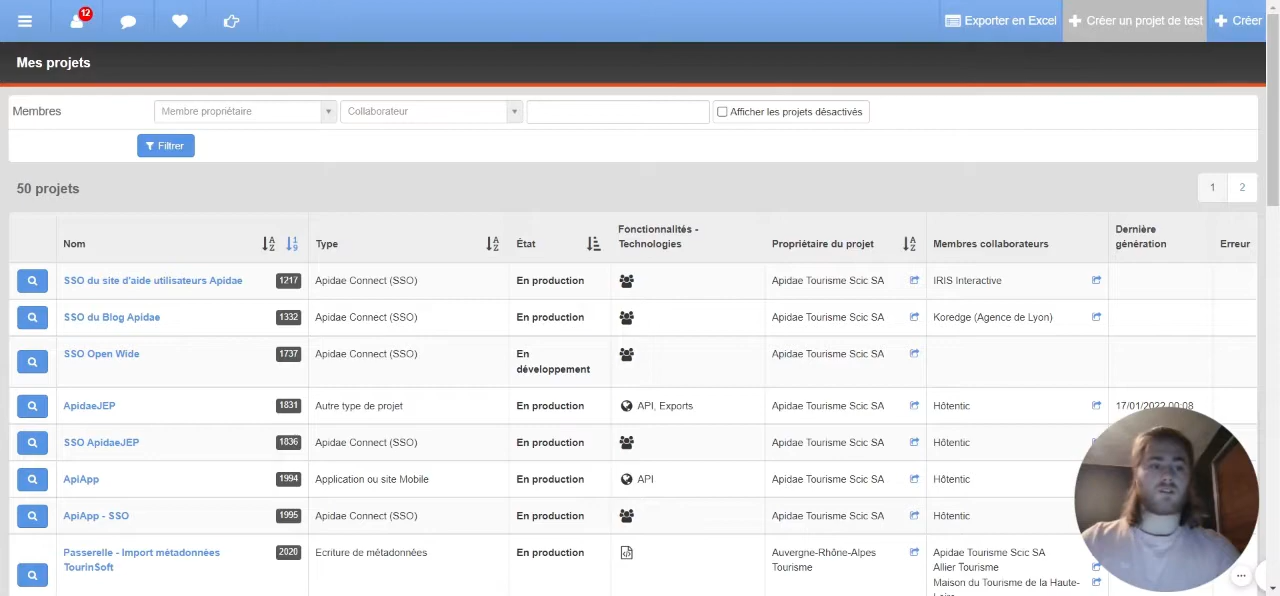 12
Exporter en Excel
Créer un projet de test
Créer
Mes projets
Membres
Membre propriétaire
Collaborateur
Afficher les projets désactivés
Filtrer
50 projets
1 2
Nom
Type
État
Fonctionnalités -
Technologies
Propriétaire du projet
Membres collaborateurs
Dernière
génération
Erreur
SSO du site d'aide utilisateurs Apidae 1217 Apidae Connect (SSO) En production Apidae Tourisme Scic SA IRIS Interactive
SSO du Blog Apidae 1332 Apidae Connect (SSO) En production Apidae Tourisme Scic SA Koredge (Agence de Lyon)
SSO Open Wide 1737 Apidae Connect (SSO) En Apidae Tourisme Scic SA
développement
ApidaeJEP 1831 Autre type de projet En production API, Exports Apidae Tourisme Scic SA Hôtentic 17/01/2022 00:08
SSO ApidaeJEP 1836 Apidae Connect (SSO) En production Apidae Tourisme Scic SA Hôtentic
ApiApp 1994 Application ou site Mobile En production API Apidae Tourisme Scic SA Hôtentic
ApiApp - SSO 1995 Apidae Connect (SSO) En production Apidae Tourisme Scic SA Hôtentic
Passerelle - Import métadonnées 2020 Ecriture de métadonnées En production Auvergne-Rhône-Alpes Apidae Tourisme Scic SA
TourinSoft Tourisme Allier Tourisme
Maison du Tourisme de la Haute-